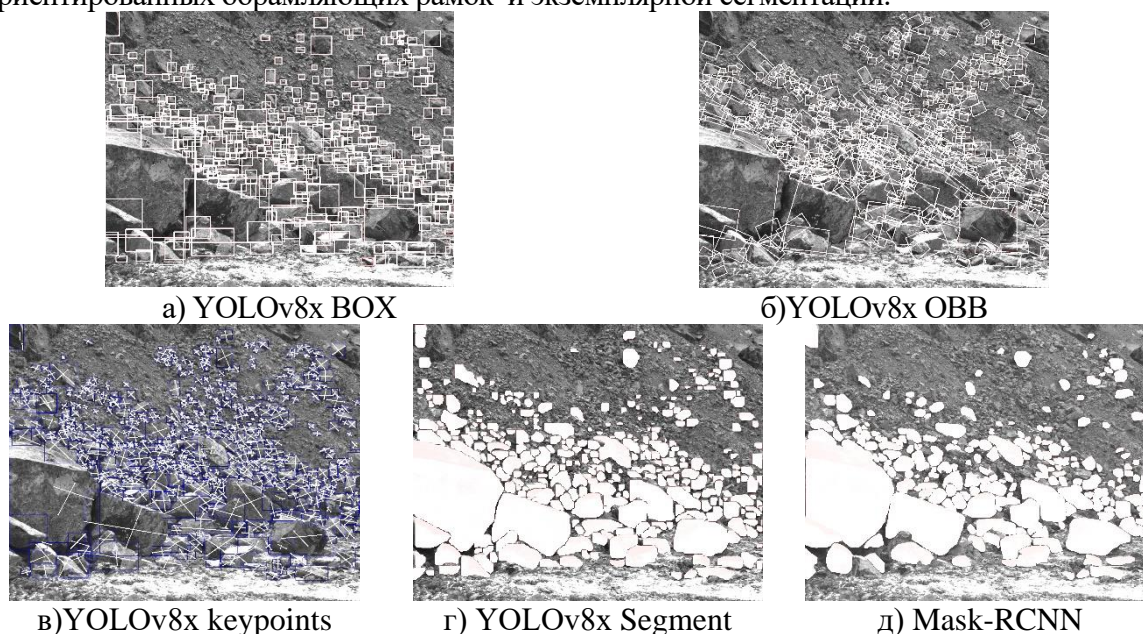 ориентированных обрамляющих рамок и экземплярной сегментации.
а) YOLOv8x BOX
б)YOLOv8x OBB
в)YOLOv8x keypoints
г) YOLOv8x Segment
д) Mask-RCNN